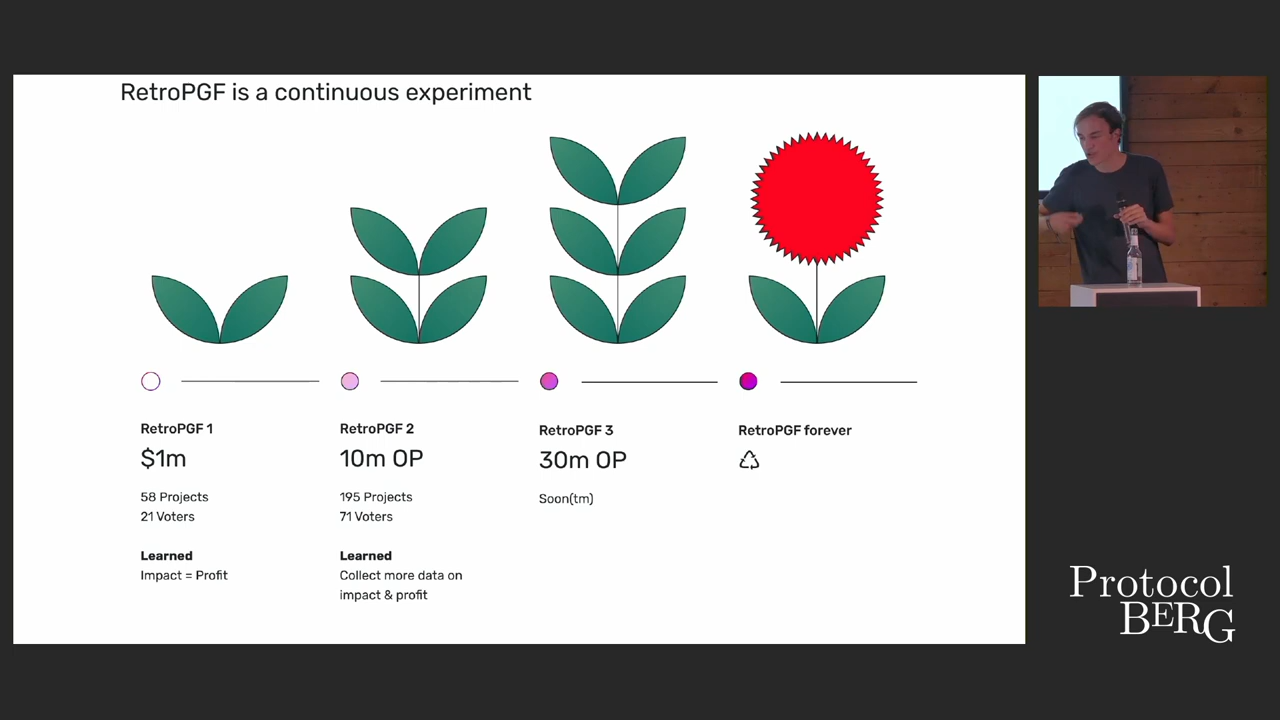 RetroPGF is a continuous experiment
RetroPGF 1
$1m
58 Projects
21 Voters
Learned
Impact = Profit
RetroPGF 2
10m OP
195 Projects
71 Voters
Learned
Collect more data on
impact & profit
RetroPGF 3
30m OP
Soon(tm)
RetroPGF forever
Protocol
BERG